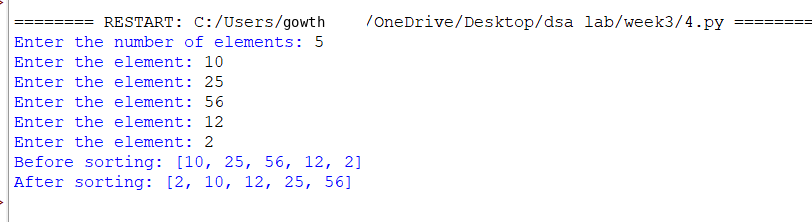 ======== RESTART: C:/Users/gowth /OneDrive/Desktop/dsa lab/week3/4.py ========
Enter the number of elements: 5
Enter the element: 10
Enter the element: 25
Enter the element: 56
Enter the element: 12
Enter the element: 2
Before sorting: [10, 25, 56, 12, 2]
After sorting: [2, 10, 12, 25, 56]